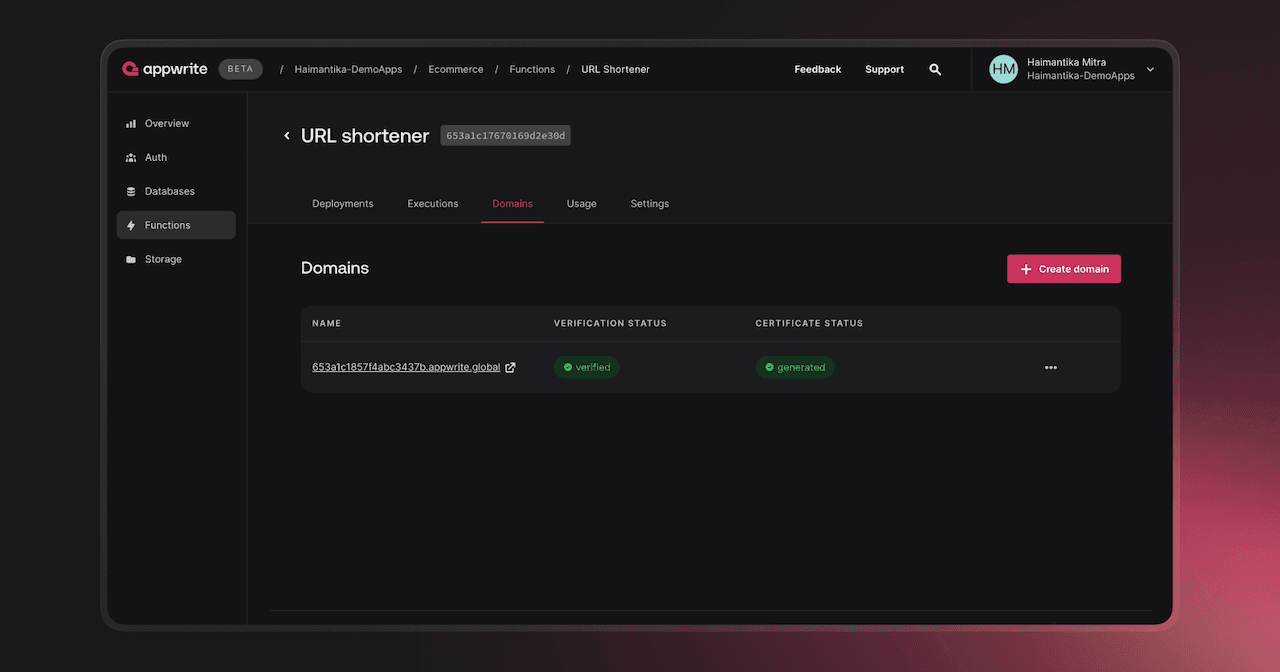 appwrite BETA / Haimantika-DemoApps / Ecommerce / Functions / URL Shortener Feedback Support HM Haimantika Mitra
Haimantika-DemoApps
Overview
Auth
Databases
Functions
Storage
URL shortener 653a1c17670169d2e30d
Deployments Executions Domains Usage Settings
Domains
Create domain
NAME VERIFICATION STATUS CERTIFICATE STATUS
653a1c1857f4abc3437b.appwrite.global verified generated